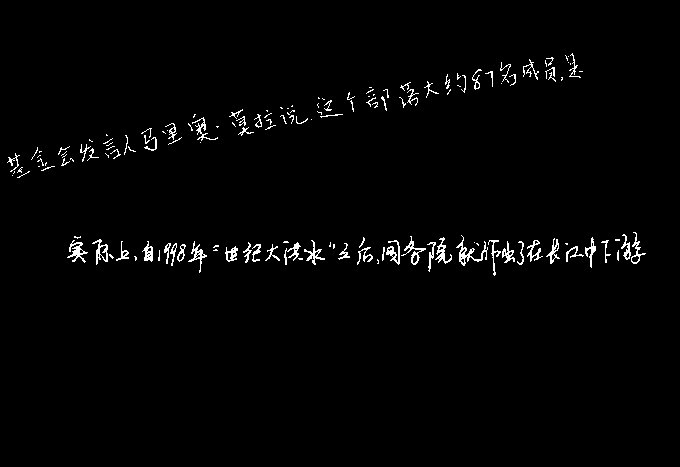 基金会发言人马里奥·莫拉说,这个部落大约87名成员,是
实际上,自1998年“世纪大洪水”之后,国务院就作出了在长江中下游